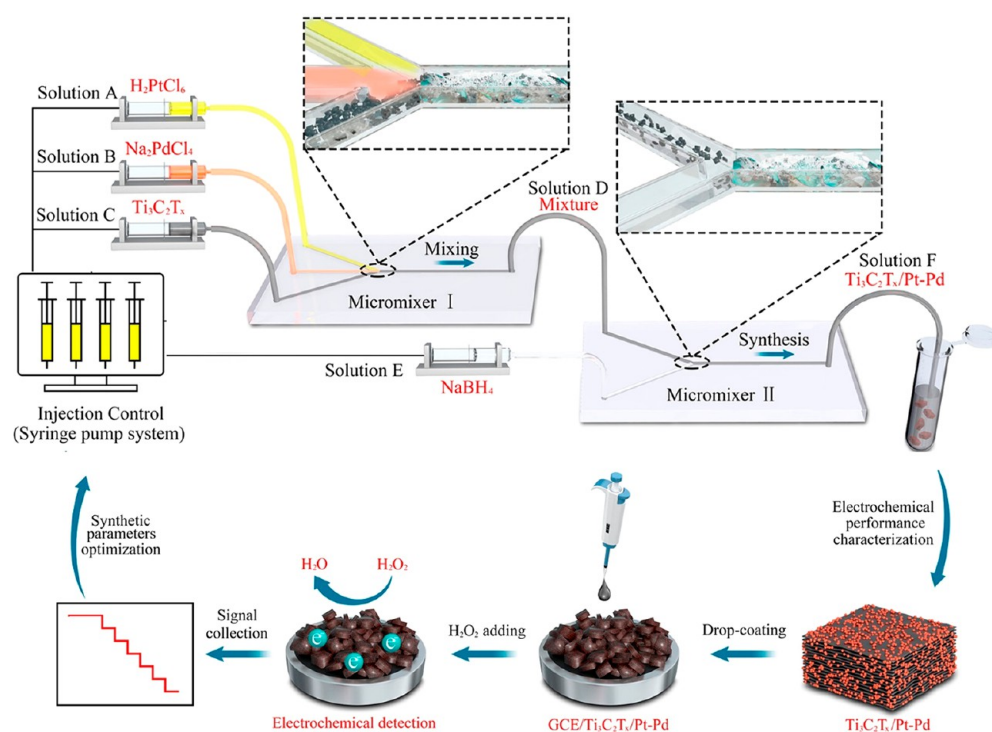 Solution A
H₂PtCl₆
Solution B
Na₂PdCl₄
Solution C
Ti₃C₂Tₓ
Mixing
Micromixer Ⅰ
Solution D
Mixture
Solution E
NaBH₄
Synthesis
Micromixer Ⅱ
Solution F
Ti₃C₂Tₓ/Pt-Pd
Injection Control
(Syringe pump system)
Electrochemical
performance
characterization
Ti₃C₂Tₓ/Pt-Pd
Drop-coating
GCE/Ti₃C₂Tₓ/Pt-Pd
H₂O₂ adding
H₂O
H₂O₂
e⁻
e⁻
e⁻
Electrochemical detection
Signal
collection
Synthetic
parameters
optimization